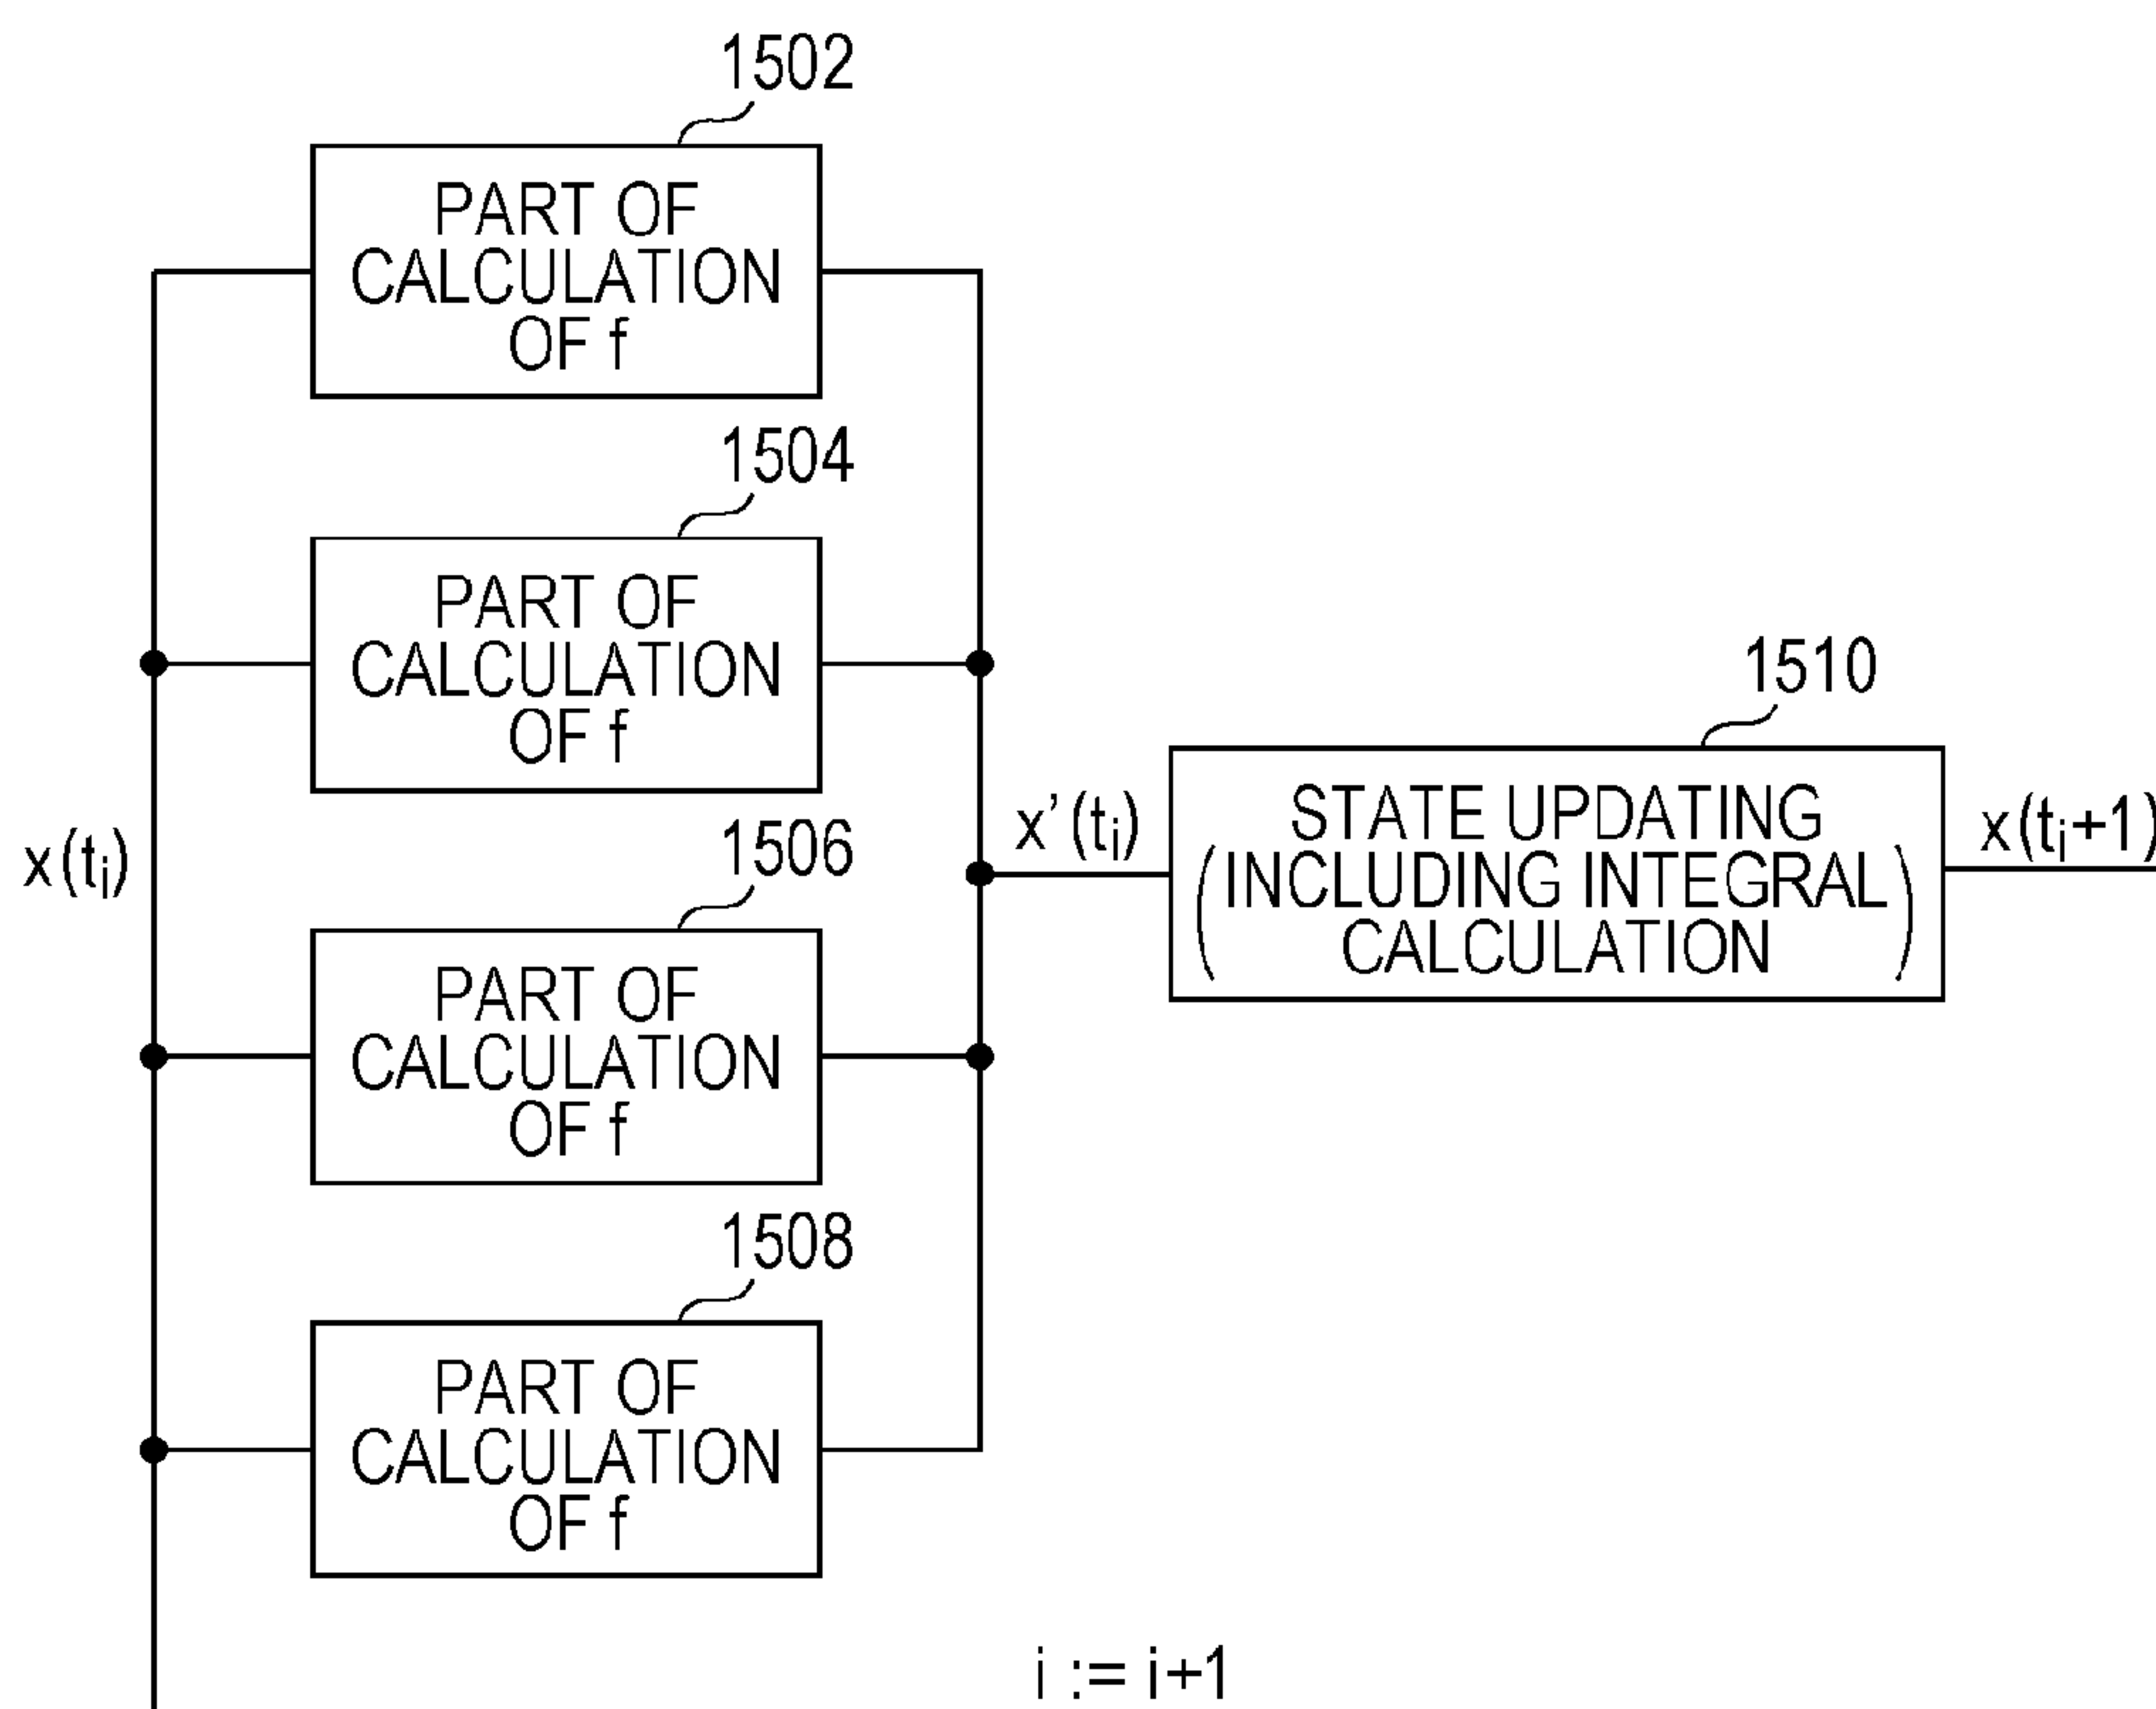 1502
PART OF
CALCULATION
OF f
1504
PART OF
CALCULATION
OF f
x(ti)
1506
PART OF
CALCULATION
OF f
1508
PART OF
CALCULATION
OF f
x'(ti)
1510
STATE UPDATING
(INCLUDING INTEGRAL
CALCULATION)
x(ti+1)
i := i+1